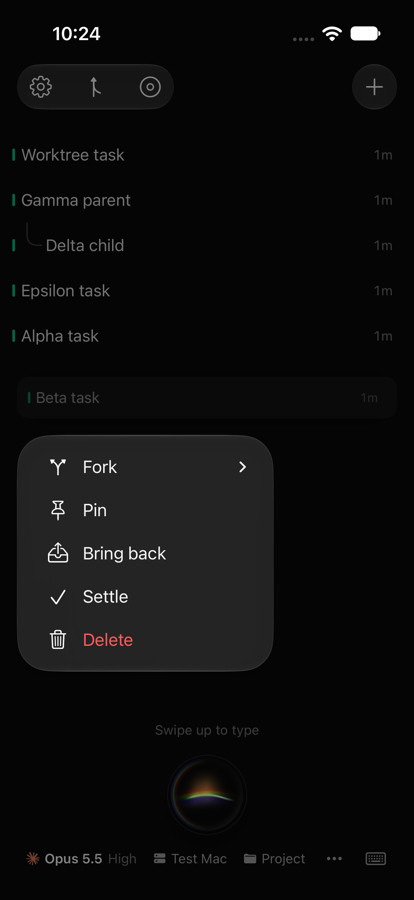 10:24
Worktree task 1m
Gamma parent 1m
Delta child 1m
Epsilon task 1m
Alpha task 1m
Beta task 1m
Fork
Pin
Bring back
Settle
Delete
Swipe up to type
Opus 5.5 High Test Mac Project